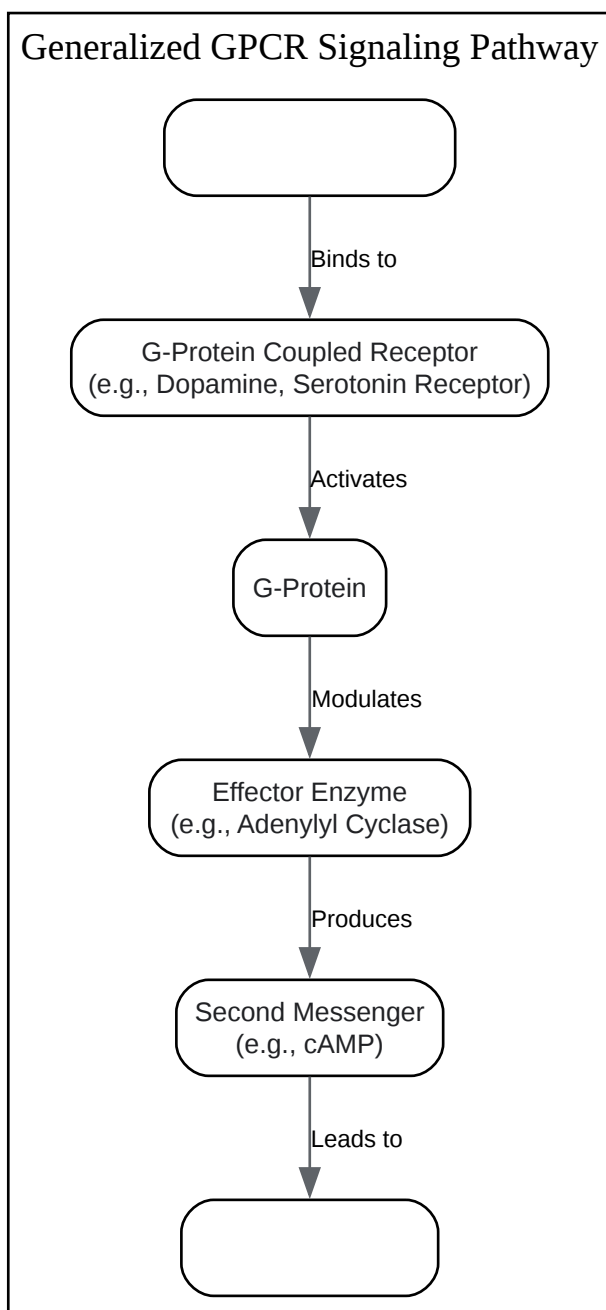 Generalized GPCR Signaling Pathway
Binds to
G-Protein Coupled Receptor
(e.g., Dopamine, Serotonin Receptor)
Activates
G-Protein
Modulates
Effector Enzyme
(e.g., Adenylyl Cyclase)
Produces
Second Messenger
(e.g., cAMP)
Leads to